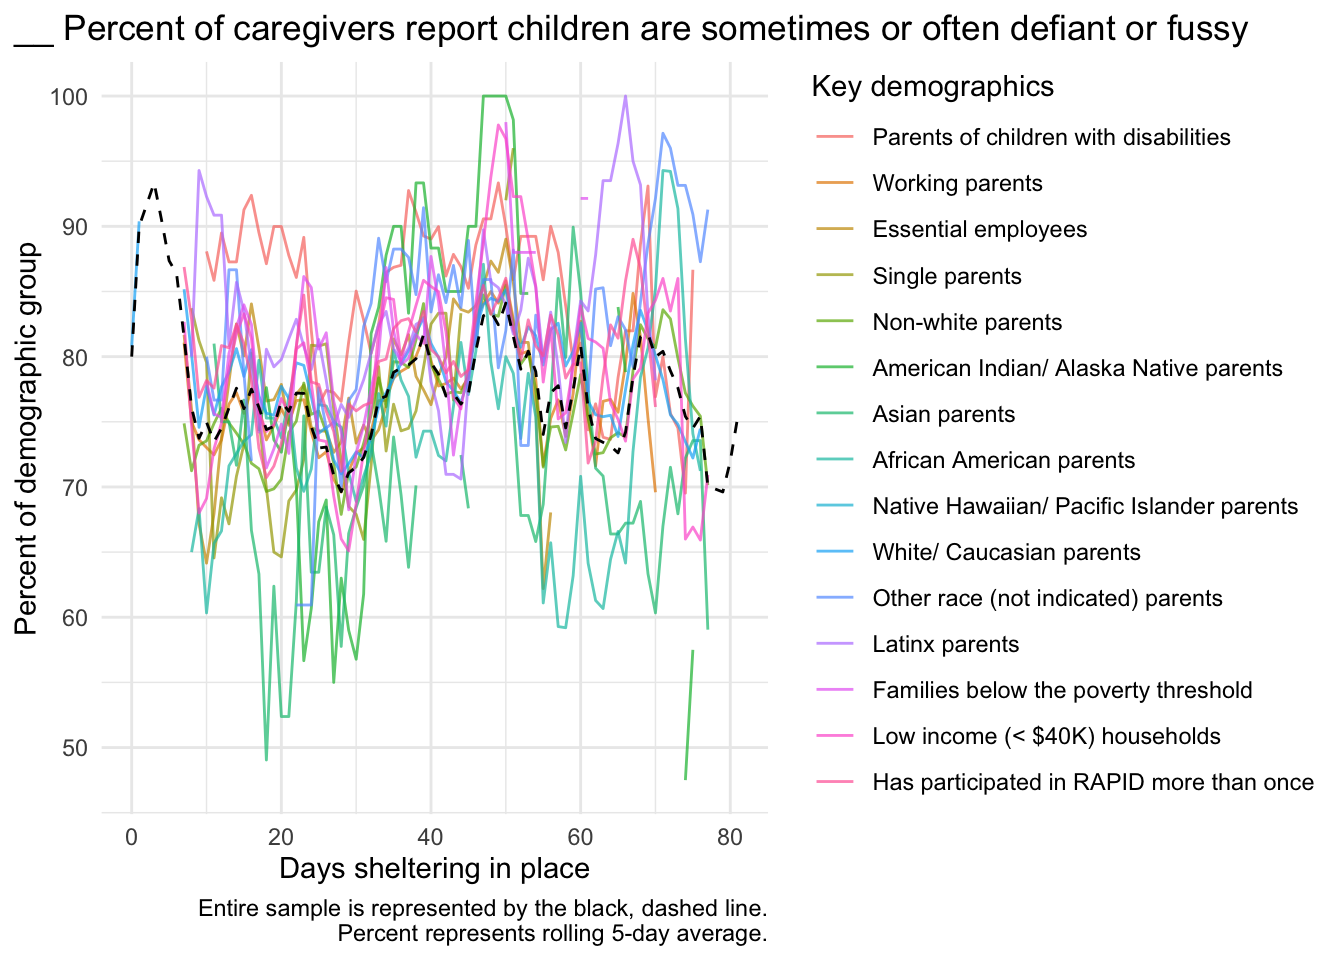 __ Percent of caregivers report children are sometimes or often defiant or fussy
Percent of demographic group
100
90
80
70
60
50
0
20
40
60
80
Days sheltering in place
Entire sample is represented by the black, dashed line.
Percent represents rolling 5-day average.
Key demographics
Parents of children with disabilities
Working parents
Essential employees
Single parents
Non-white parents
American Indian/ Alaska Native parents
Asian parents
African American parents
Native Hawaiian/ Pacific Islander parents
White/ Caucasian parents
Other race (not indicated) parents
Latinx parents
Families below the poverty threshold
Low income (< $40K) households
Has participated in RAPID more than once